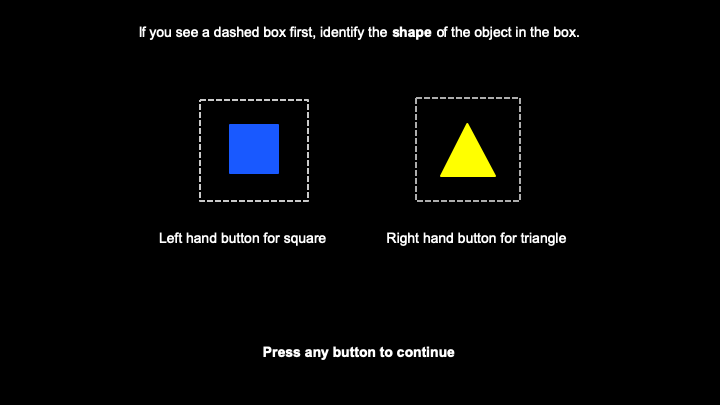 If you see a dashed box first, identify the shape of the object in the box.
Left hand button for square
Right hand button for triangle
Press any button to continue